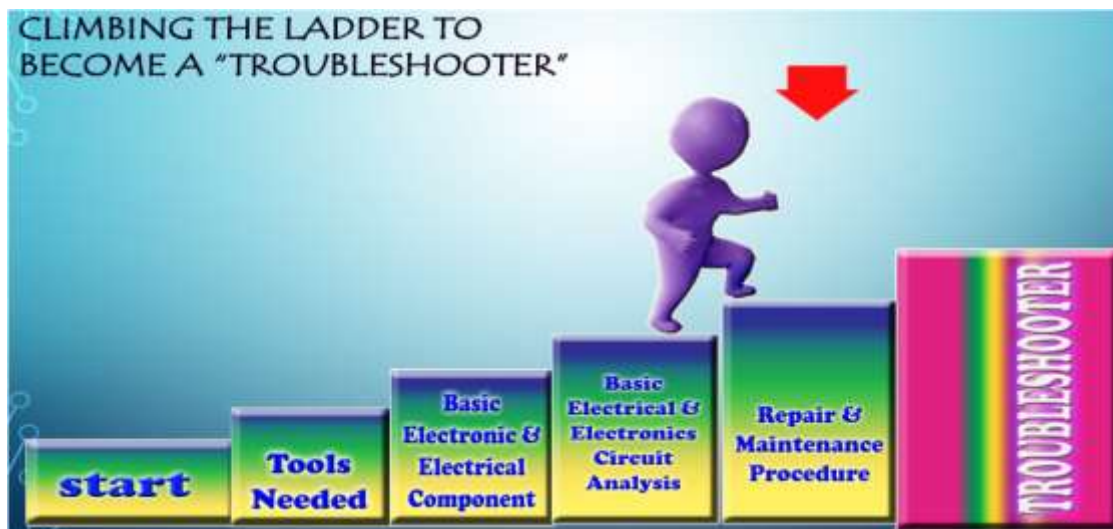 CLIMBING THE LADDER TO
BECOME A “TROUBLESHOOTER”
start
Tools
Needed
Basic
Electronic &
Electrical
Component
Basic
Electrical &
Electronics
Circuit
Analysis
Repair &
Maintenance
Procedure
TROUBLESHOOTER